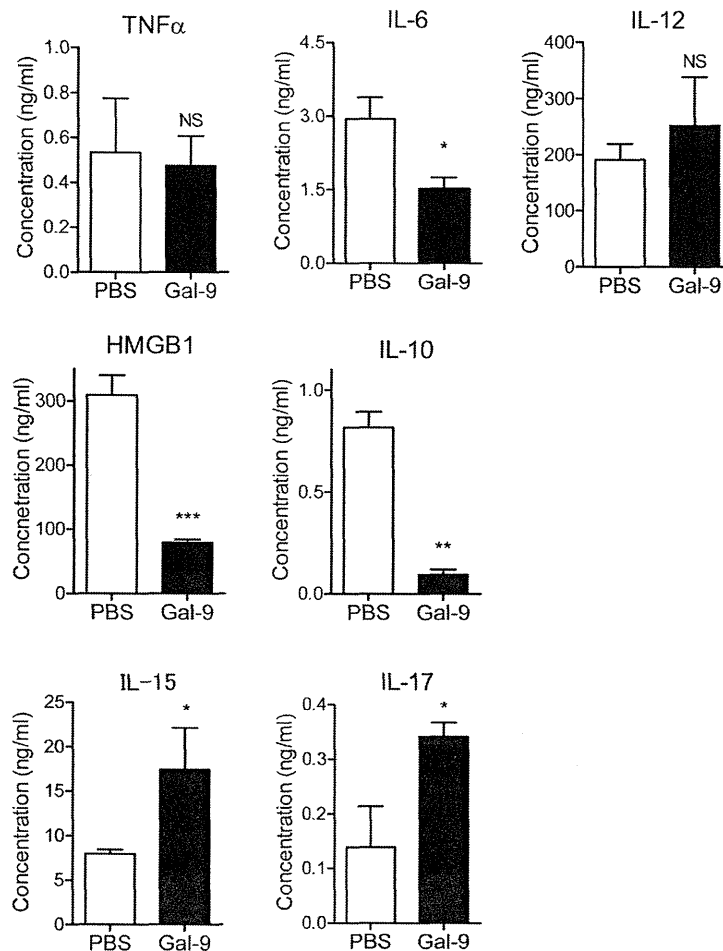 TNFα
Concentration (ng/ml)
1.0
0.8
0.6
0.4
0.2
0.0
NS
PBS
Gal-9
IL-6
Concentration (ng/ml)
4.5
3.0
1.5
0.0
*
PBS
Gal-9
IL-12
Concentration (ng/ml)
400
300
200
100
0
NS
PBS
Gal-9
HMGB1
Concnetration (ng/ml)
300
200
100
0
***
PBS
Gal-9
IL-10
Concentration (ng/ml)
1.0
0.5
0.0
**
PBS
Gal-9
IL-15
Concentration (ng/ml)
25
20
15
10
5
0
*
PBS
Gal-9
IL-17
Concentration (ng/ml)
0.4
0.3
0.2
0.1
0.0
*
PBS
Gal-9